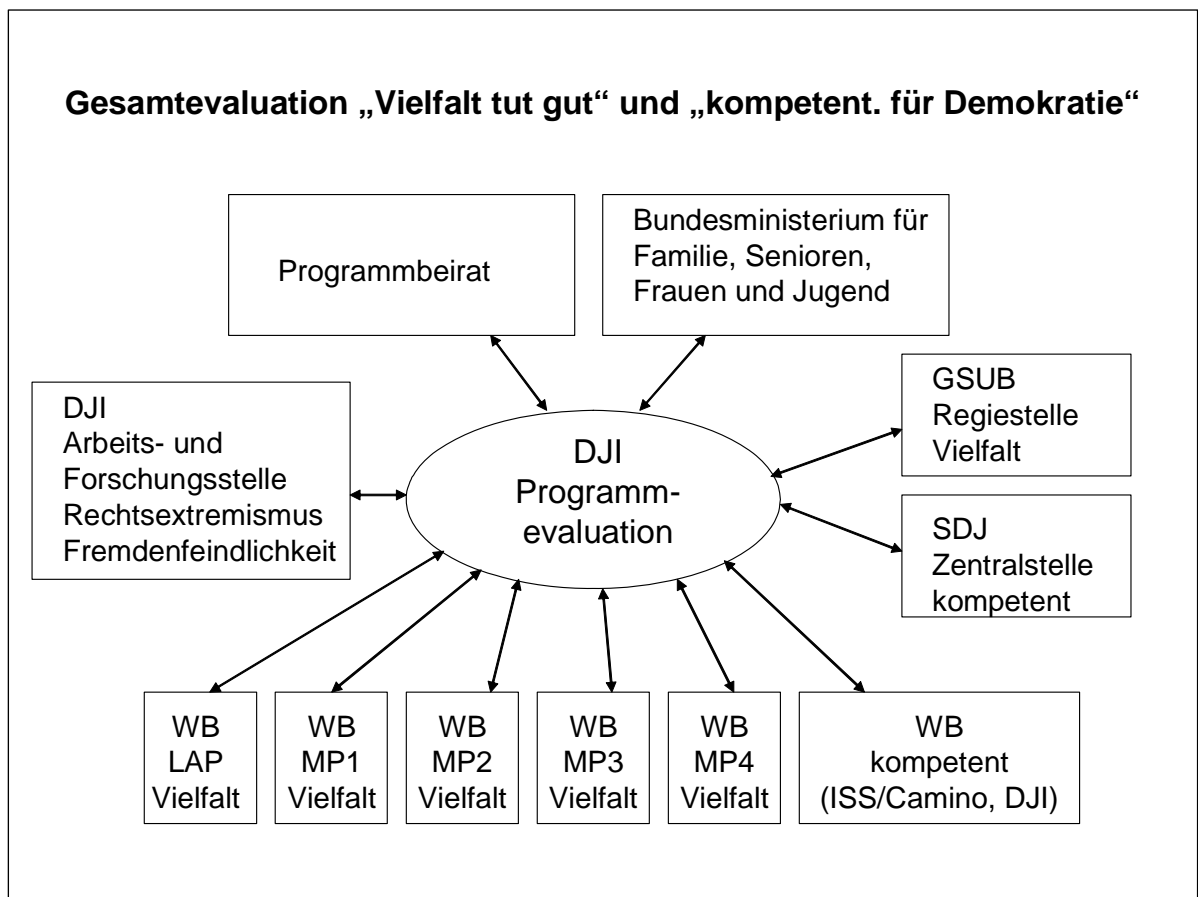 Gesamtevaluation „Vielfalt tut gut“ und „kompetent. für Demokratie“
Programmbeirat
Bundesministerium für
Familie, Senioren,
Frauen und Jugend
DJI
Arbeits- und
Forschungsstelle
Rechtsextremismus
Fremdenfeindlichkeit
DJI
Programm-
evaluation
GSUB
Regiestelle
Vielfalt
SDJ
Zentralstelle
kompetent
WB
LAP
Vielfalt
WB
MP1
Vielfalt
WB
MP2
Vielfalt
WB
MP3
Vielfalt
WB
MP4
Vielfalt
WB
kompetent
(ISS/Camino, DJI)